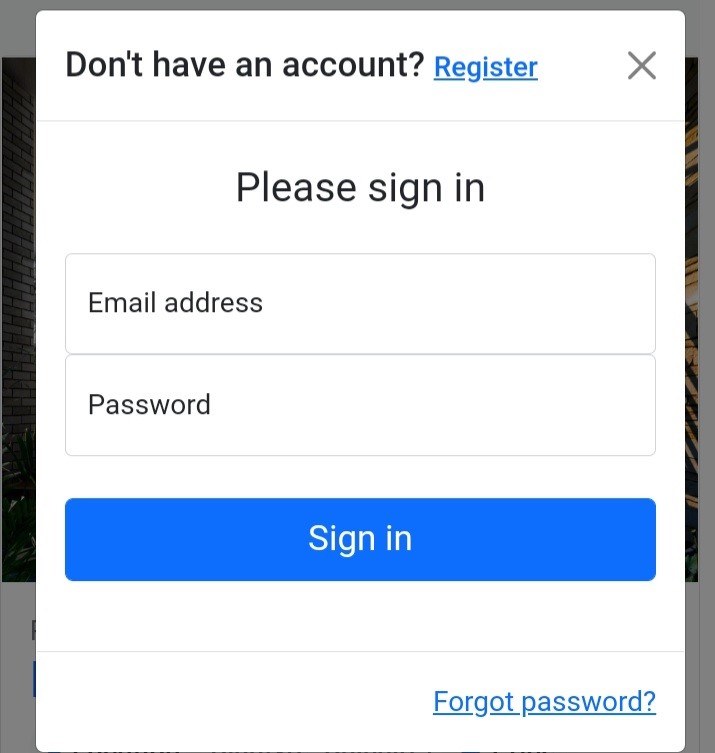 Don't have an account? Register
Please sign in
Email address
Password
Sign in
Forgot password?